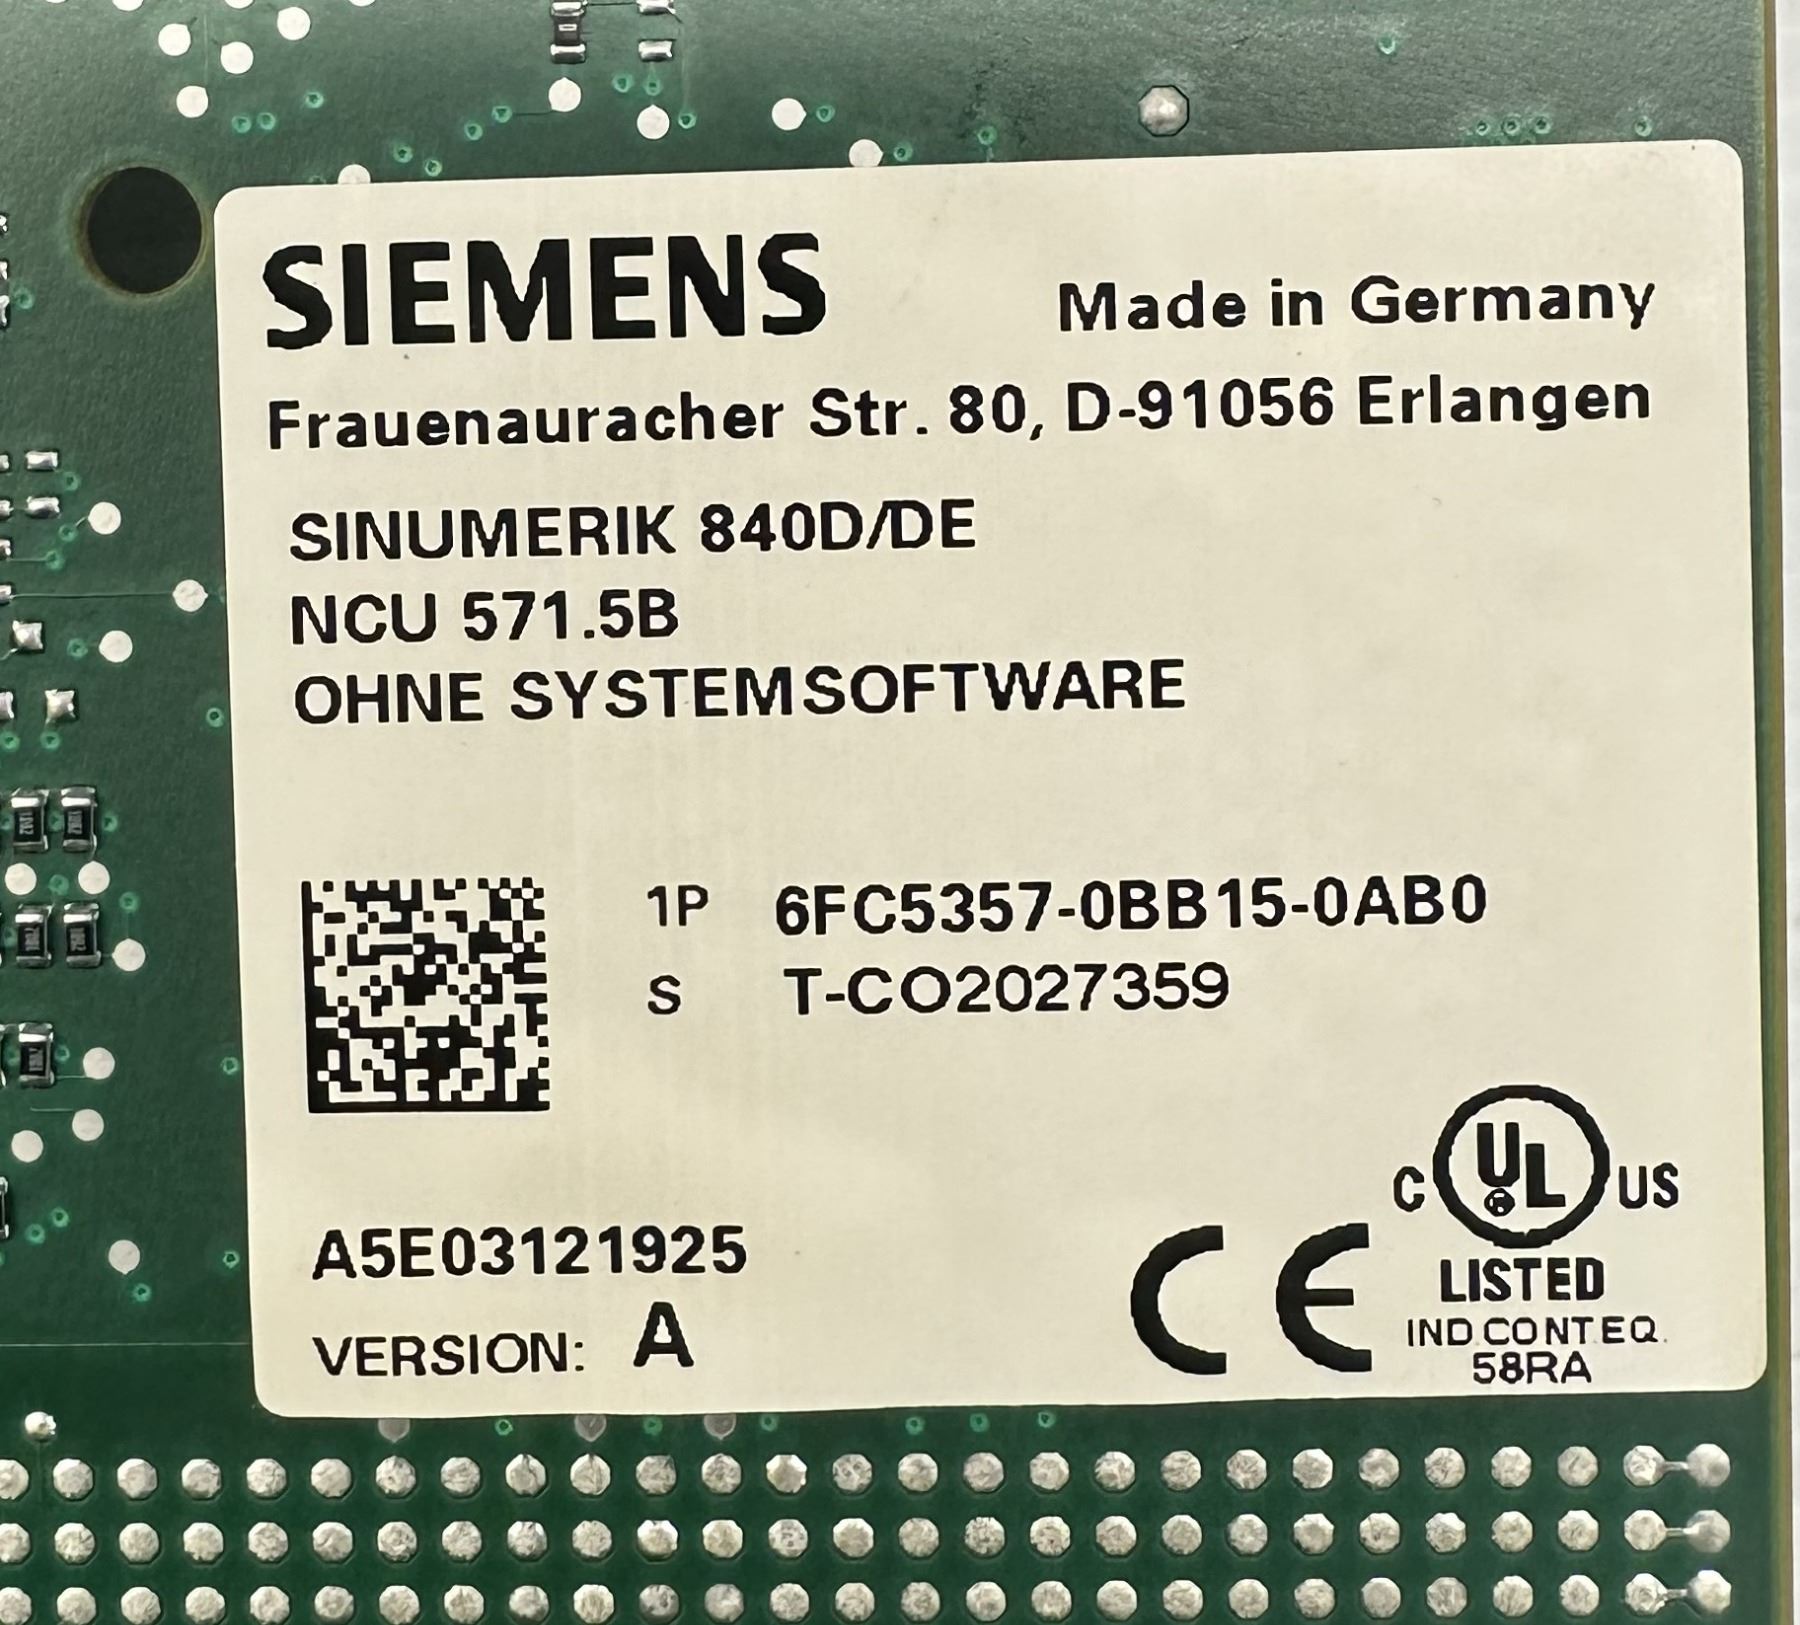 SIEMENS
Made in Germany
Frauenauracher Str. 80, D-91056 Erlangen
SINUMERIK 840D/DE
NCU 571.5B
OHNE SYSTEMSOFTWARE
1P 6FC5357-0BB15-0AB0
S T-CO2027359
A5E03121925
VERSION: A
CE
C UL® US
LISTED
IND.CONT.EQ.
58RA